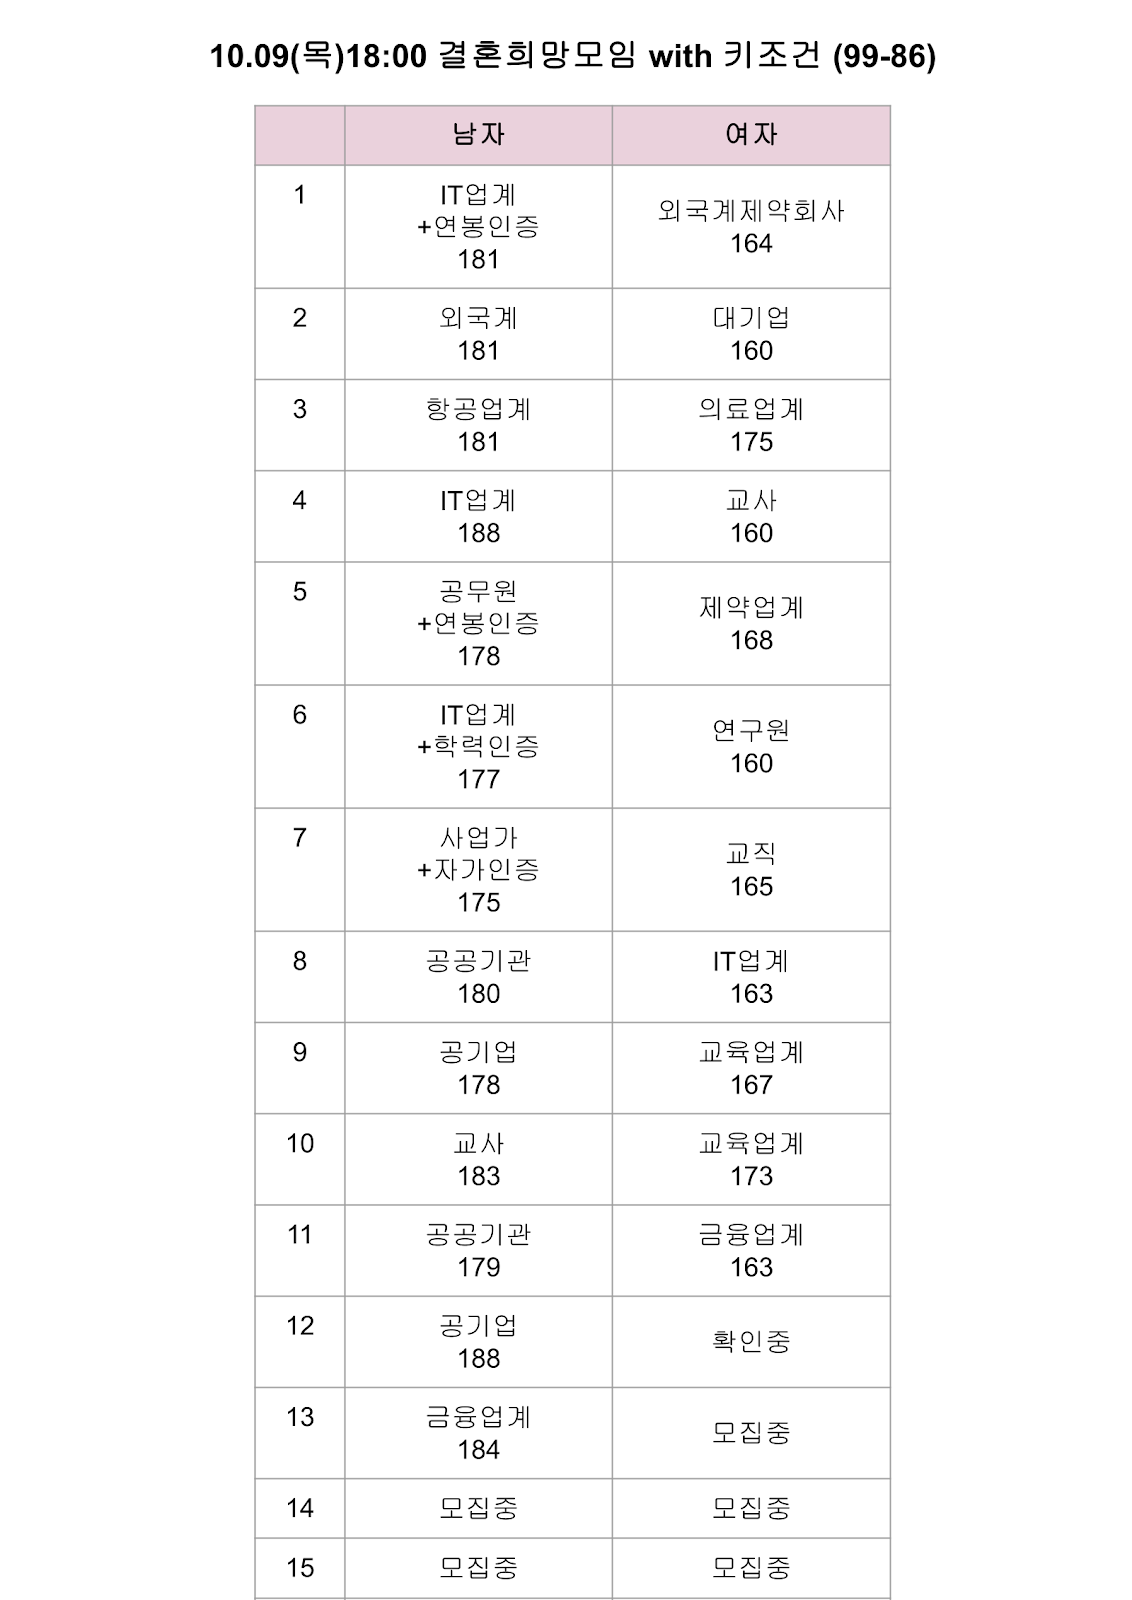 10.09(목)18:00 결혼희망모임 with 키조건 (99-86)
남자
여자
1
IT업계
+연봉인증
181
외국계제약회사
164
2
외국계
181
대기업
160
3
항공업계
181
의료업계
175
4
IT업계
188
교사
160
5
공무원
+연봉인증
178
제약업계
168
6
IT업계
+학력인증
177
연구원
160
7
사업가
+자가인증
175
교직
165
8
공공기관
180
IT업계
163
9
공기업
178
교육업계
167
10
교사
183
교육업계
173
11
공공기관
179
금융업계
163
12
공기업
188
확인중
13
금융업계
184
모집중
14
모집중
모집중
15
모집중
모집중